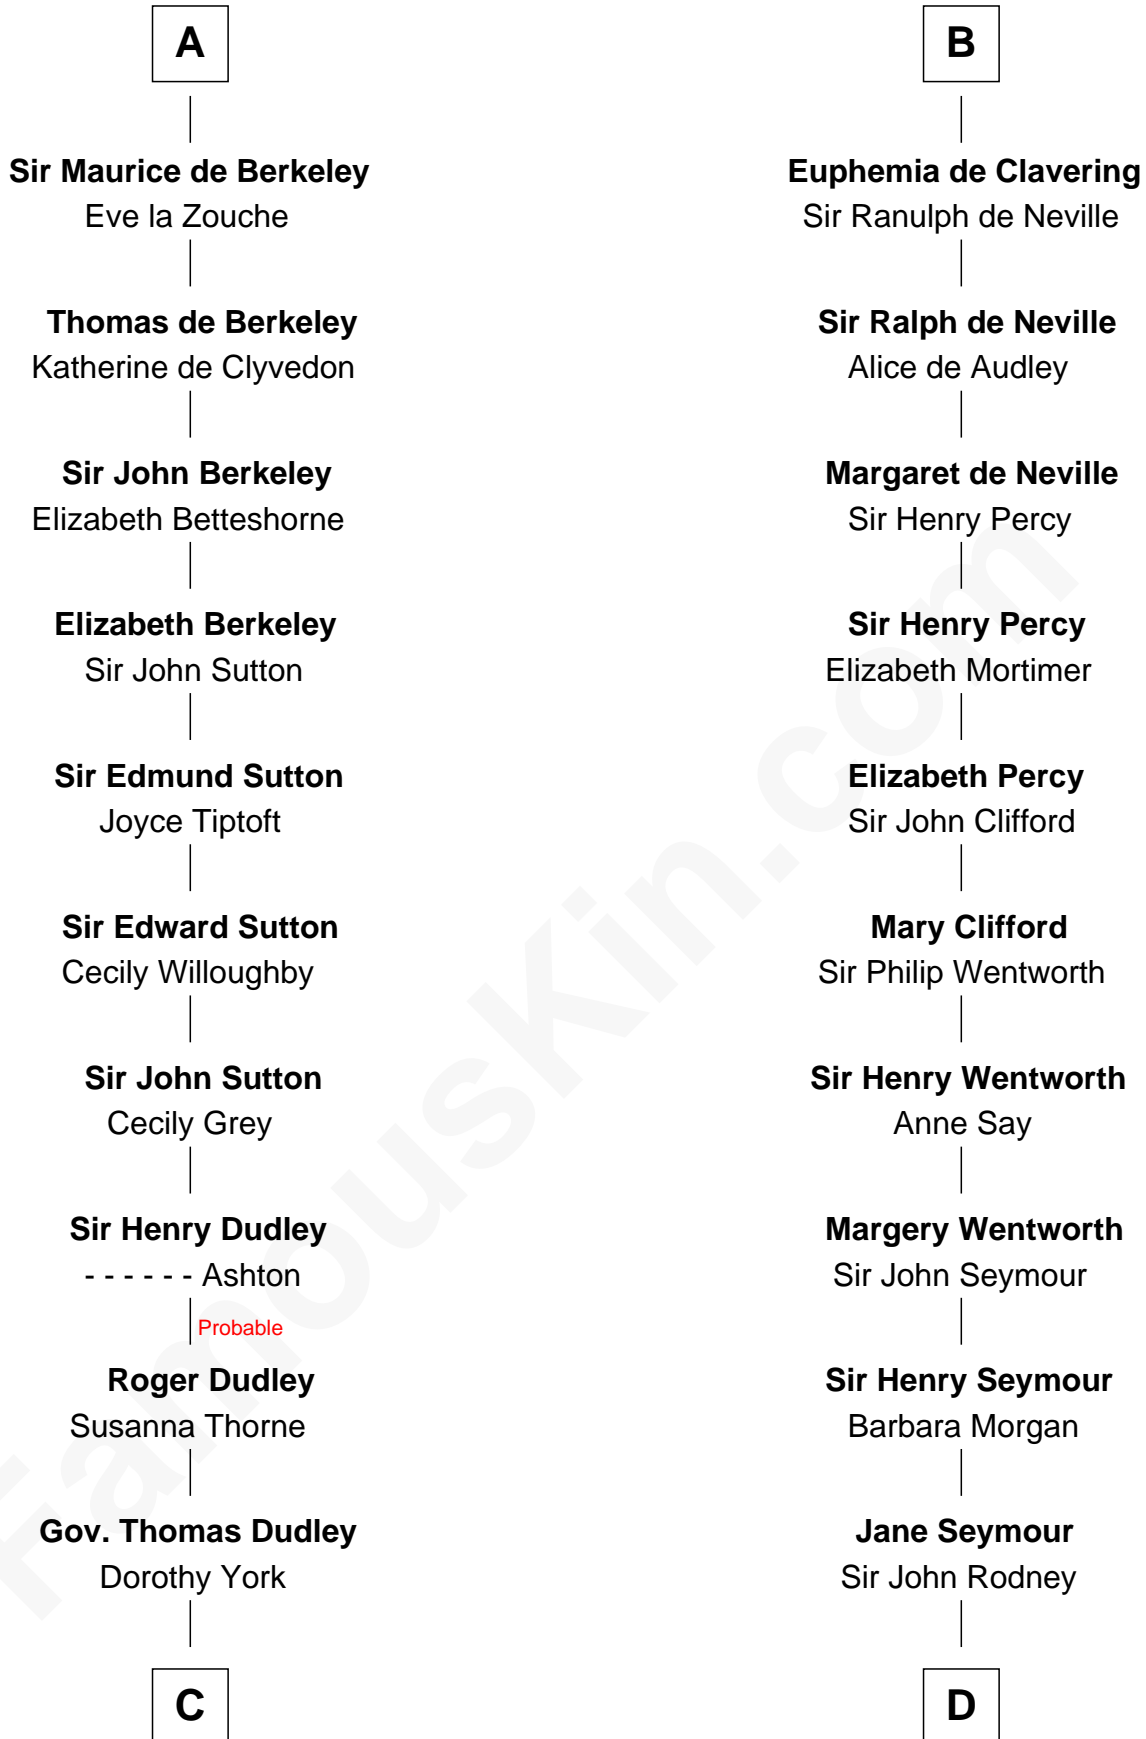 A
Sir Maurice de Berkeley
Eve la Zouche
Thomas de Berkeley
Katherine de Clyvedon
Sir John Berkeley
Elizabeth Betteshorne
Elizabeth Berkeley
Sir John Sutton
Sir Edmund Sutton
Joyce Tiptoft
Sir Edward Sutton
Cecily Willoughby
Sir John Sutton
Cecily Grey
Sir Henry Dudley
- - - - - - Ashton
Probable
Roger Dudley
Susanna Thorne
Gov. Thomas Dudley
Dorothy York
C
B
Euphemia de Clavering
Sir Ranulph de Neville
Sir Ralph de Neville
Alice de Audley
Margaret de Neville
Sir Henry Percy
Sir Henry Percy
Elizabeth Mortimer
Elizabeth Percy
Sir John Clifford
Mary Clifford
Sir Philip Wentworth
Sir Henry Wentworth
Anne Say
Margery Wentworth
Sir John Seymour
Sir Henry Seymour
Barbara Morgan
Jane Seymour
Sir John Rodney
D
FamousKin.com